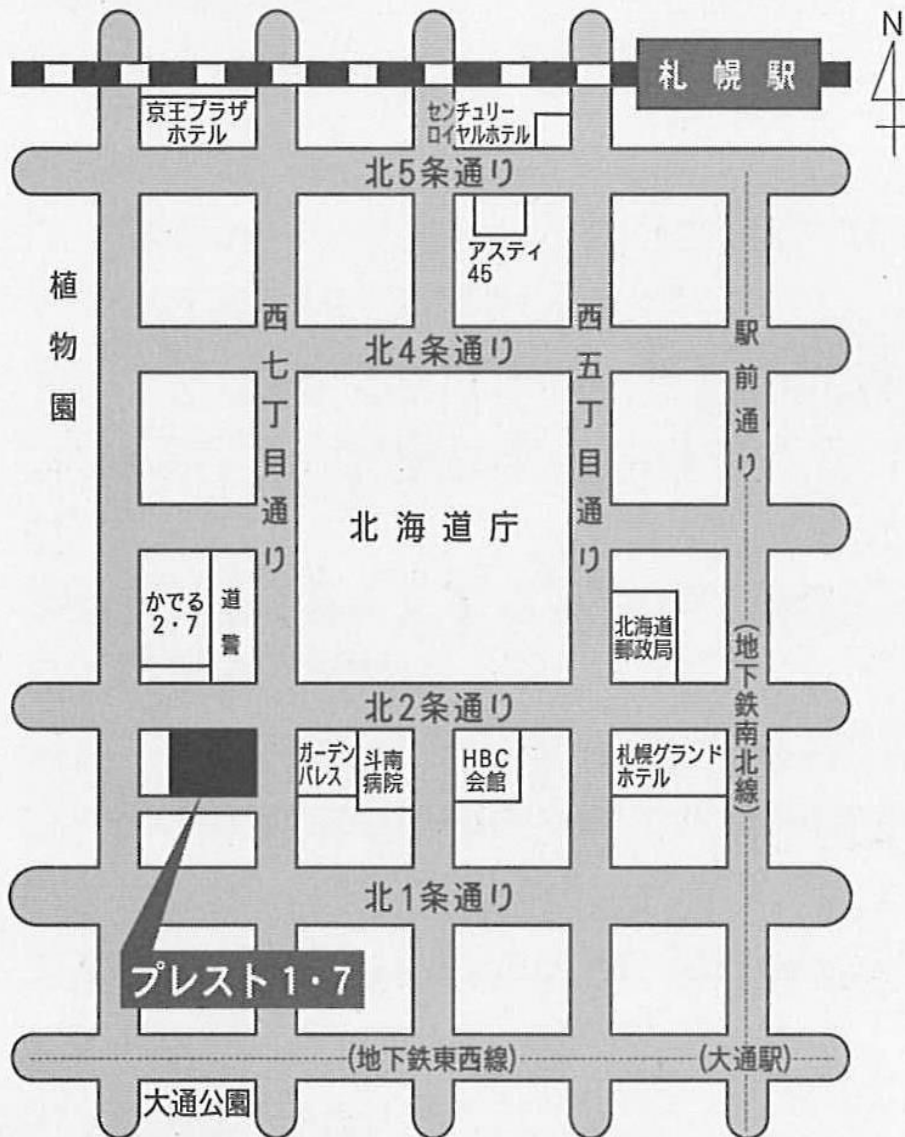 N
札幌駅
京王プラザ
ホテル
センチュリー
ロイヤルホテル
北5条通り
アスティ
45
植物園
西七丁目通り
北4条通り
西五丁目通り
駅前通り
北海道庁
かでる
2・7
道警
北海道
郵政局
(地下鉄南北線)
北2条通り
ガーデン
パレス
斗南
病院
HBC
会館
札幌グランド
ホテル
北1条通り
プレスト1・7
(地下鉄東西線)
(大通駅)
大通公園